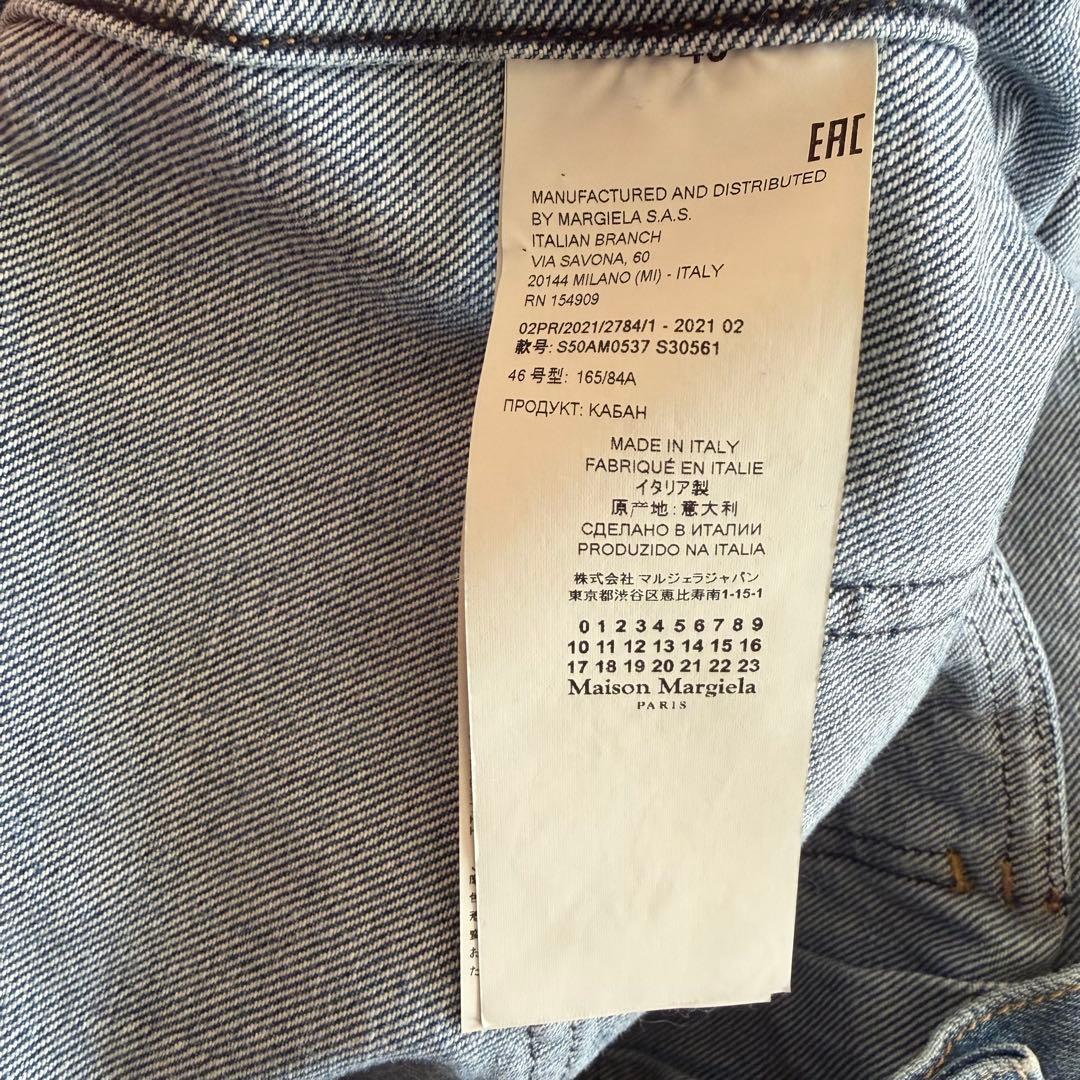 EAC
MANUFACTURED AND DISTRIBUTED
BY MARGIELA S.A.S.
ITALIAN BRANCH
VIA SAVONA, 60
20144 MILANO (MI) - ITALY
RN 154909
02PR/2021/2784/1 - 2021 02
款号: S50AM0537 S30561
46 号型: 165/84A
ПРОДУКТ: КАБАН
MADE IN ITALY
FABRIQUÉ EN ITALIE
イタリア製
原产地: 意大利
СДЕЛАНО В ИТАЛИИ
PRODUZIDO NA ITALIA
株式会社 マルジェラジャパン
東京都渋谷区恵比寿南1-15-1
0 1 2 3 4 5 6 7 8 9
10 11 12 13 14 15 16
17 18 19 20 21 22 23
Maison Margiela
PARIS